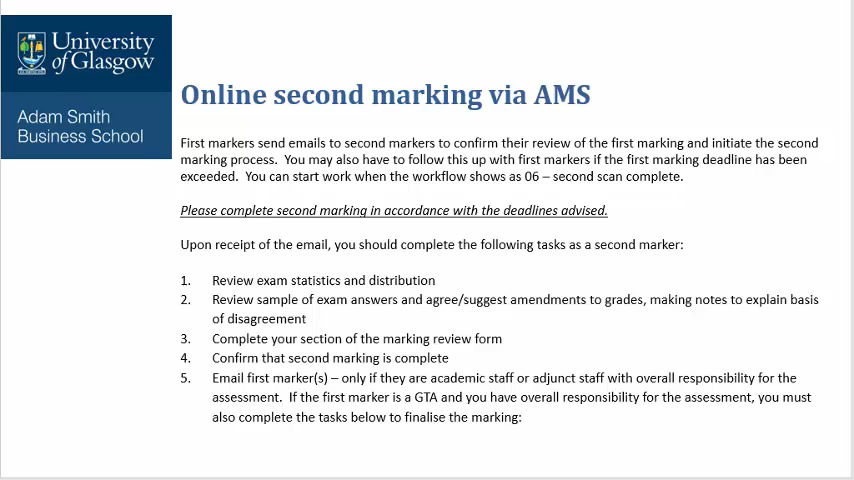 University
of Glasgow
Adam Smith
Business School
Online second marking via AMS
First markers send emails to second markers to confirm their review of the first marking and initiate the second
marking process.  You may also have to follow this up with first markers if the first marking deadline has been
exceeded.  You can start work when the workflow shows as 06 – second scan complete.
Please complete second marking in accordance with the deadlines advised.
Upon receipt of the email, you should complete the following tasks as a second marker:
1. Review exam statistics and distribution
2. Review sample of exam answers and agree/suggest amendments to grades, making notes to explain basis
of disagreement
3. Complete your section of the marking review form
4. Confirm that second marking is complete
5. Email first marker(s) – only if they are academic staff or adjunct staff with overall responsibility for the
assessment.  If the first marker is a GTA and you have overall responsibility for the assessment, you must
also complete the tasks below to finalise the marking: